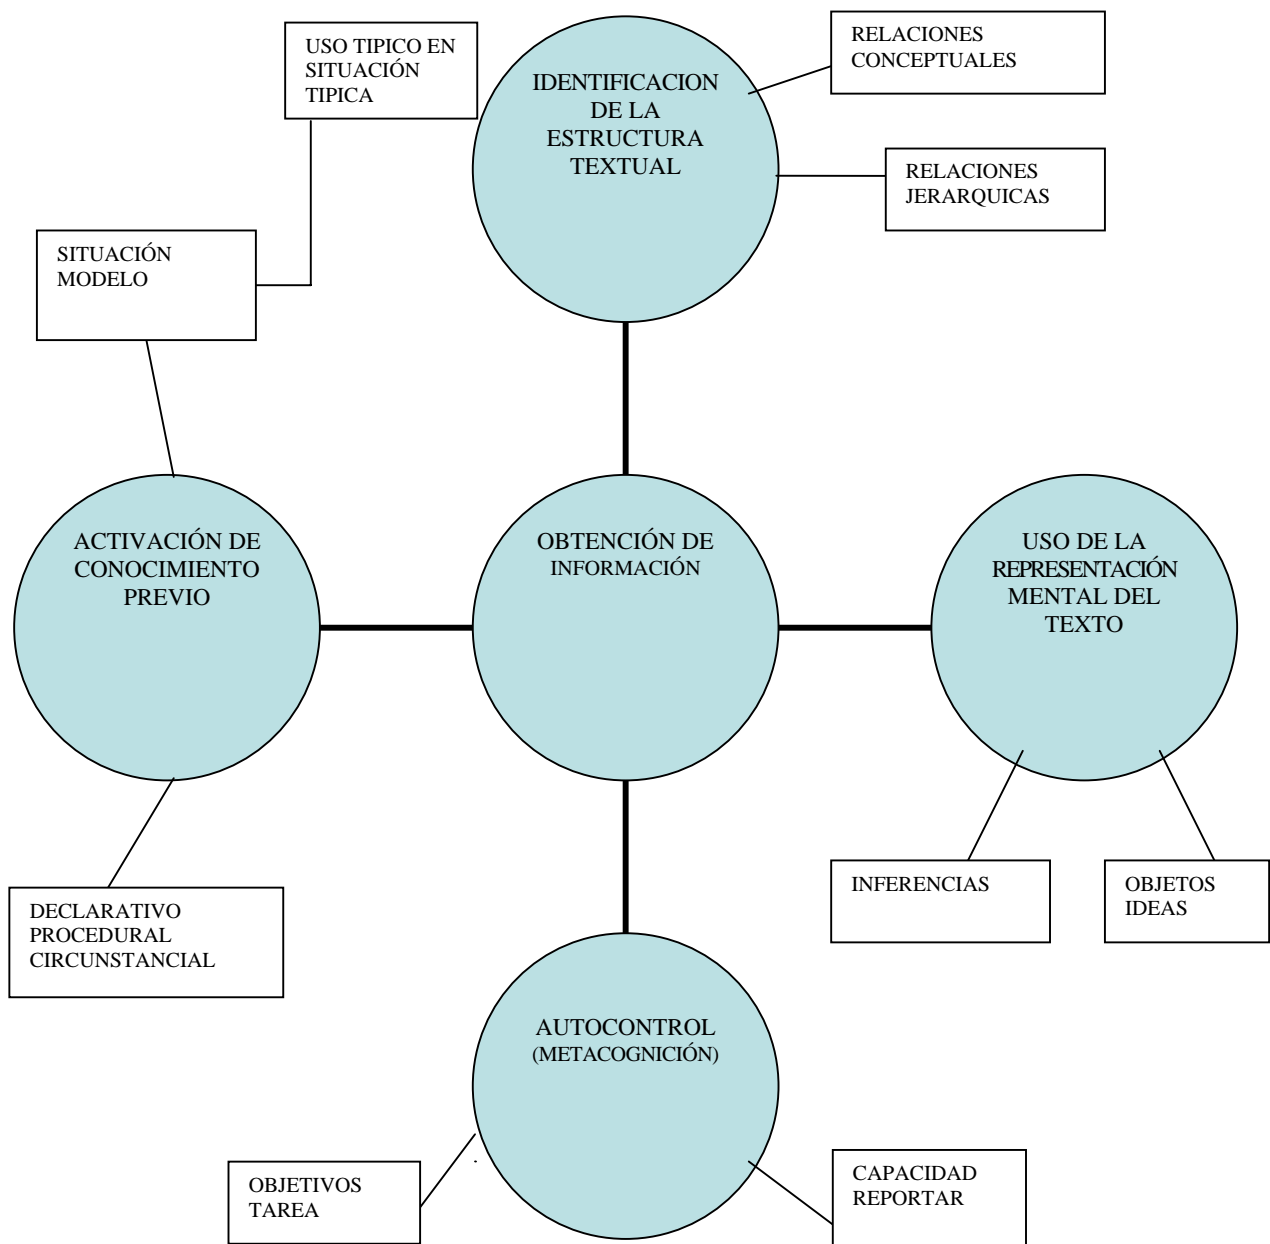 USO TIPICO EN
SITUACIÓN
TIPICA
IDENTIFICACION
DE LA
ESTRUCTURA
TEXTUAL
RELACIONES
CONCEPTUALES
RELACIONES
JERARQUICAS
SITUACIÓN
MODELO
ACTIVACIÓN DE
CONOCIMIENTO
PREVIO
OBTENCIÓN DE
INFORMACIÓN
USO DE LA
REPRESENTACIÓN
MENTAL DEL
TEXTO
INFERENCIAS
OBJETOS
IDEAS
DECLARATIVO
PROCEDURAL
CIRCUNSTANCIAL
AUTOCONTROL
(METACOGNICIÓN)
OBJETIVOS
TAREA
CAPACIDAD
REPORTAR